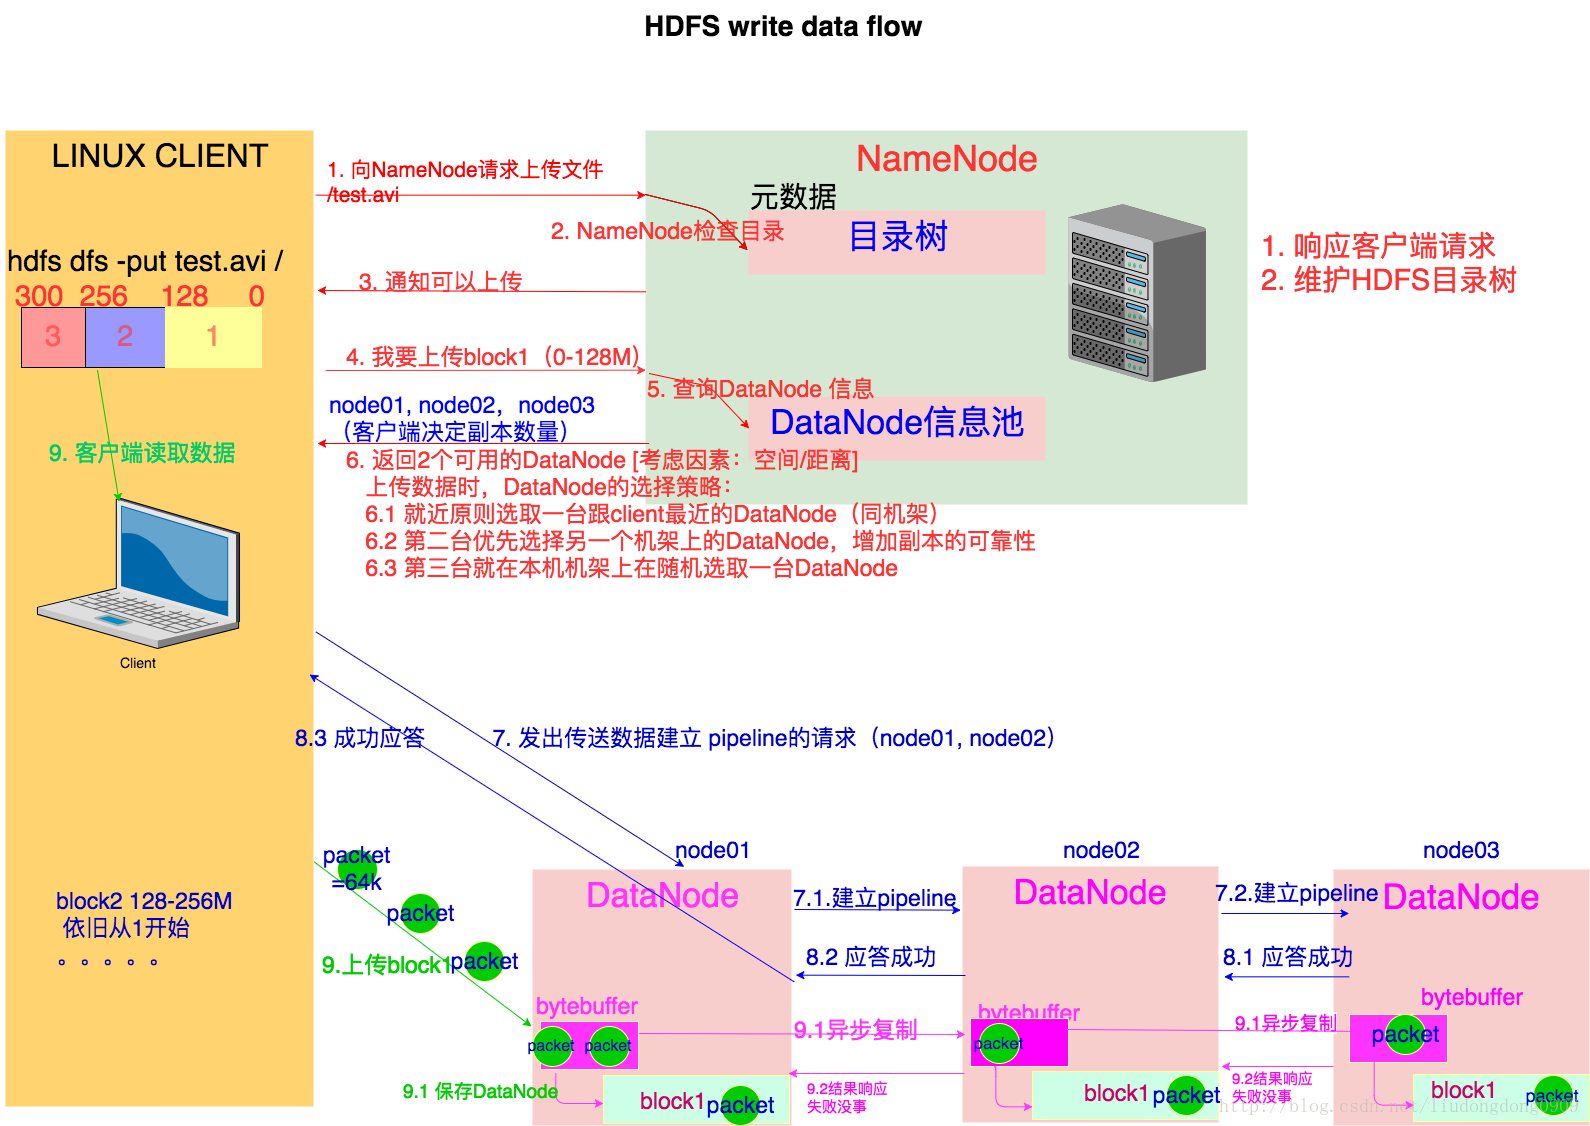 HDFS write data flow
LINUX CLIENT
hdfs dfs -put test.avi /
300 256 128 0
3 2 1
9. 客户端读取数据
Client
block2 128-256M
依旧从1开始
。。。。。
1. 向NameNode请求上传文件
/test.avi
NameNode
元数据
2. NameNode检查目录
目录树
3. 通知可以上传
1. 响应客户端请求
2. 维护HDFS目录树
4. 我要上传block1（0-128M）
5. 查询DataNode 信息
DataNode信息池
node01, node02，node03
（客户端决定副本数量）
6. 返回2个可用的DataNode [考虑因素：空间/距离]
上传数据时，DataNode的选择策略：
6.1 就近原则选取一台跟client最近的DataNode（同机架）
6.2 第二台优先选择另一个机架上的DataNode，增加副本的可靠性
6.3 第三台就在本机机架上在随机选取一台DataNode
8.3 成功应答
7. 发出传送数据建立 pipeline的请求（node01, node02）
packet
=64k
packet
packet
9.上传block1
node01
DataNode
bytebuffer
packet packet
9.1 保存DataNode
block1 packet
7.1.建立pipeline
8.2 应答成功
9.1异步复制
9.2结果响应
失败没事
node02
DataNode
bytebuffer
packet
block1 packet
7.2.建立pipeline
8.1 应答成功
9.1异步复制
9.2结果响应
失败没事
node03
DataNode
bytebuffer
packet
block1
packet
http://blog.csdn.net/liudongdong0909